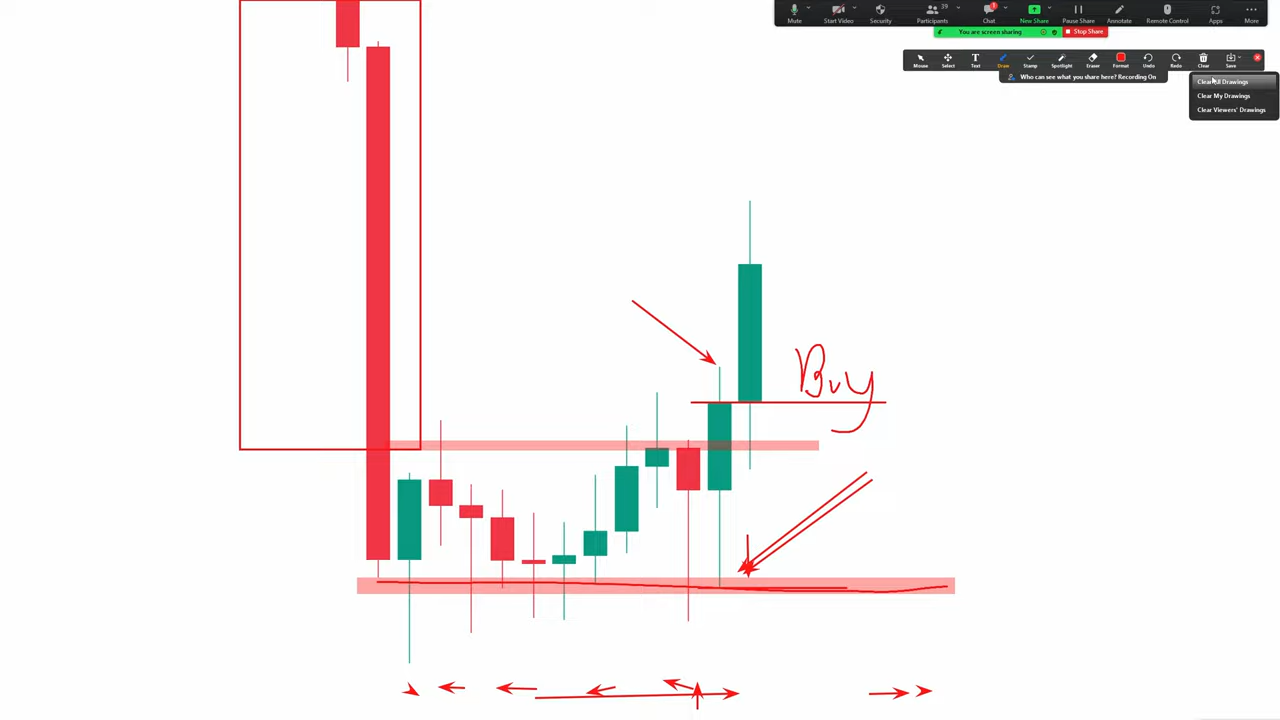 39
1
Mute
Start Video
Security
Participants
Chat
New Share
Pause Share
Annotate
Remote Control
Apps
More
You are screen sharing
Stop Share
Mouse
Select
Text
Draw
Stamp
Spotlight
Eraser
Format
Undo
Redo
Clear
Save
Who can see what you share here? Recording On
Clear All Drawings
Clear My Drawings
Clear Viewers' Drawings
Buy